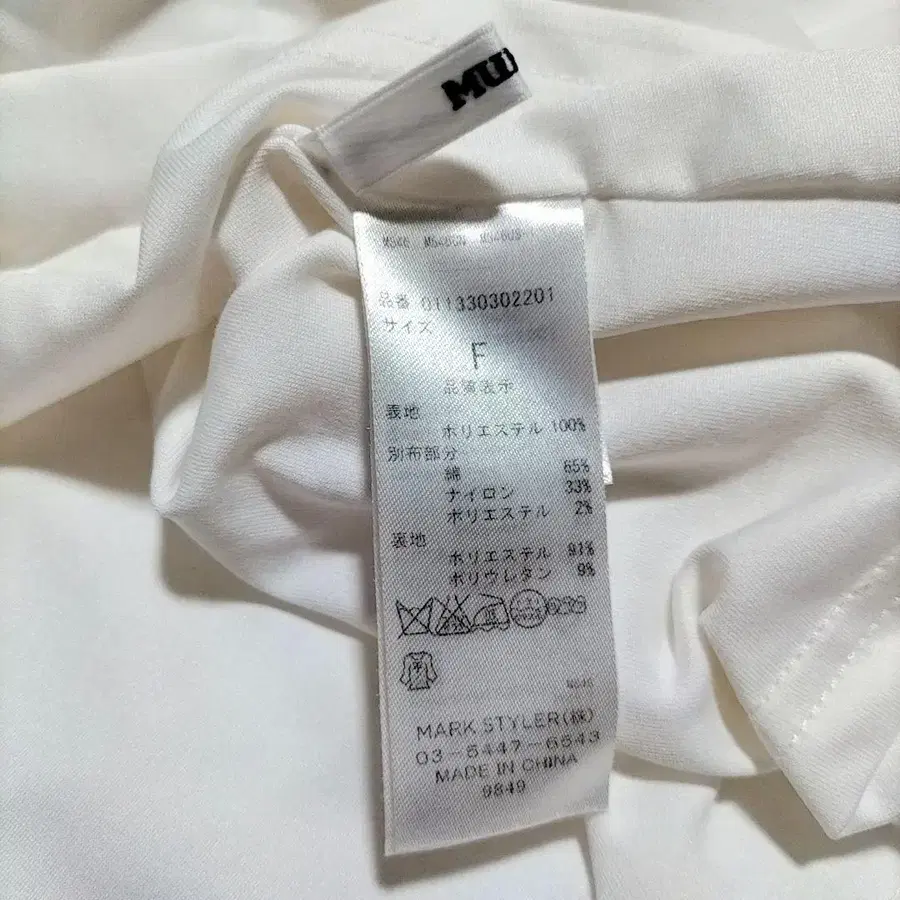 MU
品番 011330302201
サイズ
F
品質表示
表地
ポリエステル 100%
別布部分
綿 65%
ナイロン 33%
ポリエステル 2%
裏地
ポリエステル 91%
ポリウレタン 9%
平
MARK STYLER(株)
03-5447-6543
MADE IN CHINA
9849